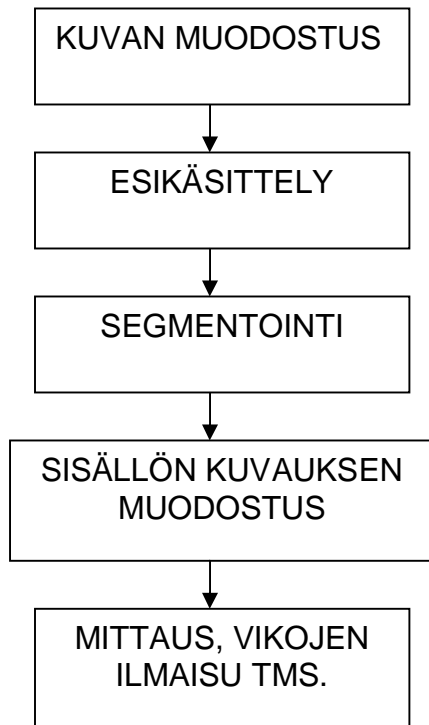 KUVAN MUODOSTUS
ESIKÄSITTELY
SEGMENTOINTI
SISÄLLÖN KUVAUKSEN
MUODOSTUS
MITTAUS, VIKOJEN
ILMAISU TMS.